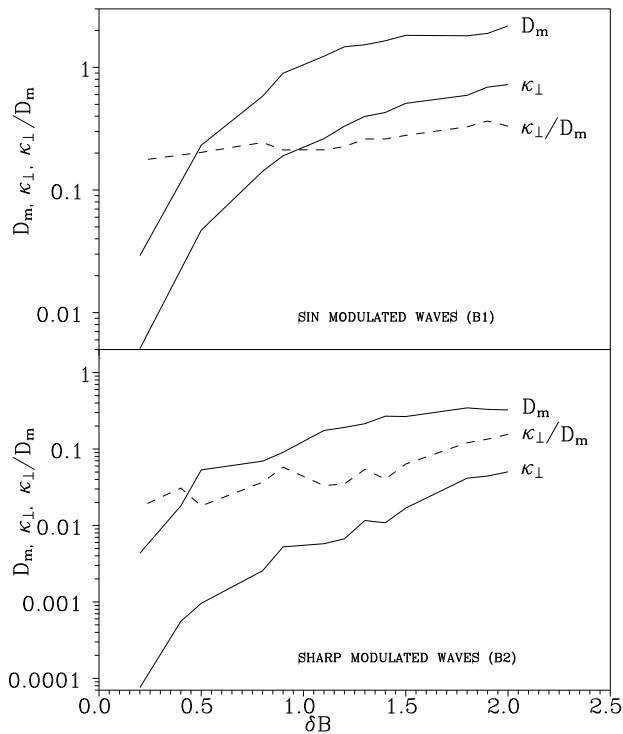 D_m
1
κ⊥
κ⊥/D_m
0.1
D_m, κ⊥, κ⊥/D_m
0.01
SIN MODULATED WAVES (B1)
1
D_m
κ⊥/D_m
0.1
κ⊥
0.01
D_m, κ⊥, κ⊥/D_m
0.001
SHARP MODULATED WAVES (B2)
0.0001
0.0 0.5 1.0 1.5 2.0 2.5
δB